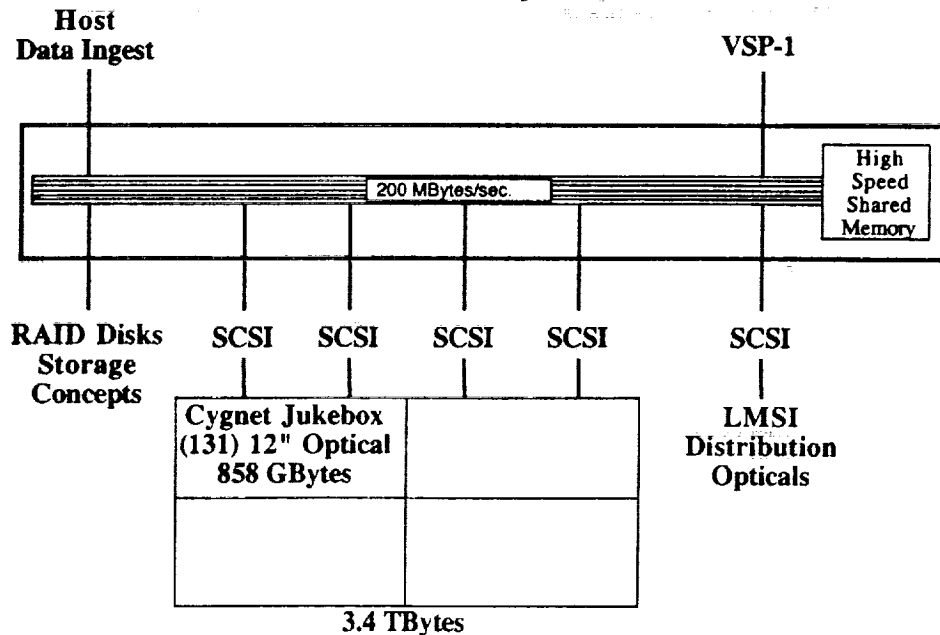 Host
Data Ingest
VSP-1
200 MBytes/sec.
High
Speed
Shared
Memory
RAID Disks
Storage
Concepts
SCSI
SCSI
SCSI
SCSI
SCSI
Cygnet Jukebox
(131) 12" Optical
858 GBytes
LMSI
Distribution
Opticals
3.4 TBytes